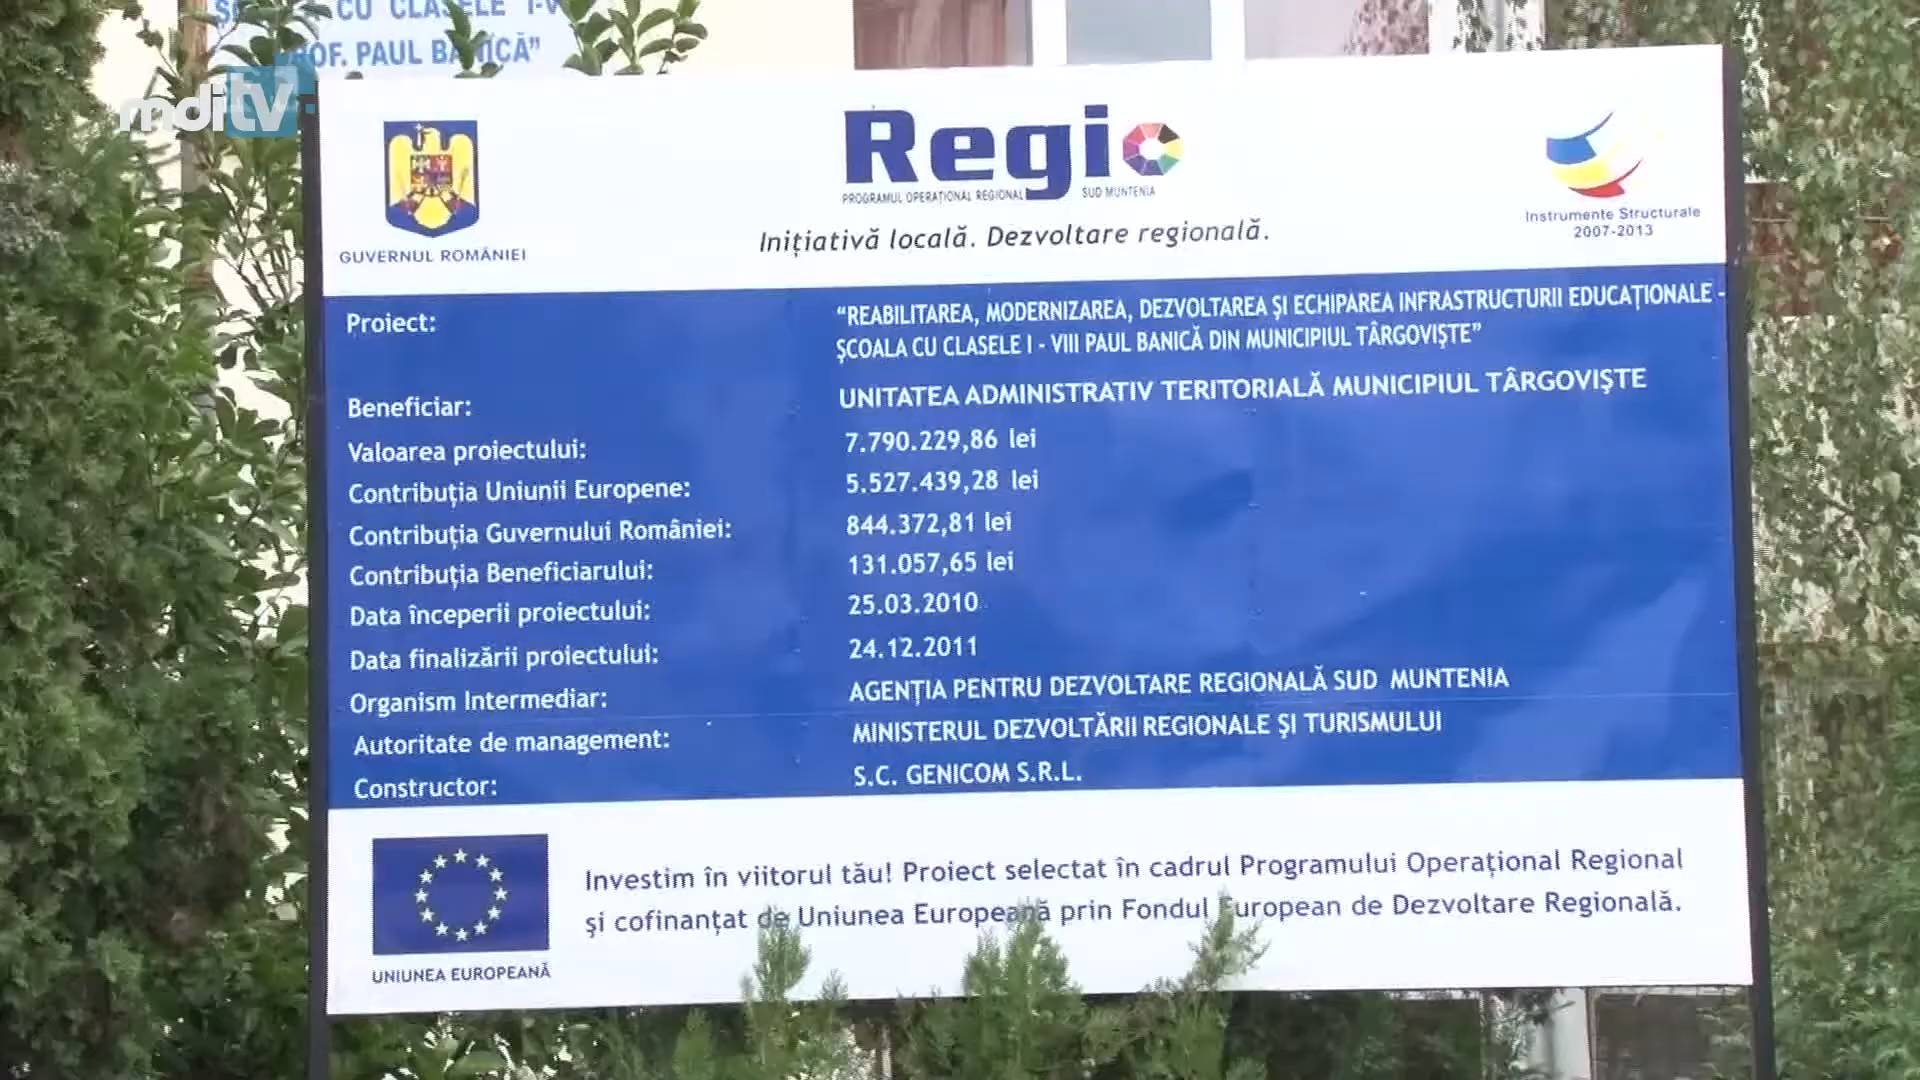 CU CLASELE I-V
PROF. PAUL BANICĂ”
mdiTV
Regio
PROGRAMUL OPERAȚIONAL REGIONAL SUD MUNTENIA
Inițiativă locală. Dezvoltare regională.
GUVERNUL ROMÂNIEI
Instrumente Structurale
2007-2013
Proiect: “REABILITAREA, MODERNIZAREA, DEZVOLTAREA ŞI ECHIPAREA INFRASTRUCTURII EDUCAȚIONALE -
ŞCOALA CU CLASELE I - VIII PAUL BANICĂ DIN MUNICIPIUL TÂRGOVIŞTE”
Beneficiar: UNITATEA ADMINISTRATIV TERITORIALĂ MUNICIPIUL TÂRGOVIŞTE
Valoarea proiectului: 7.790.229,86 lei
Contribuția Uniunii Europene: 5.527.439,28 lei
Contribuția Guvernului României: 844.372,81 lei
Contribuția Beneficiarului: 131.057,65 lei
Data începerii proiectului: 25.03.2010
Data finalizării proiectului: 24.12.2011
Organism Intermediar: AGENȚIA PENTRU DEZVOLTARE REGIONALĂ SUD MUNTENIA
Autoritate de management: MINISTERUL DEZVOLTĂRII REGIONALE ŞI TURISMULUI
Constructor: S.C. GENICOM S.R.L.
Investim în viitorul tău! Proiect selectat în cadrul Programului Operațional Regional
şi cofinanțat de Uniunea Europeană prin Fondul European de Dezvoltare Regională.
UNIUNEA EUROPEANĂ